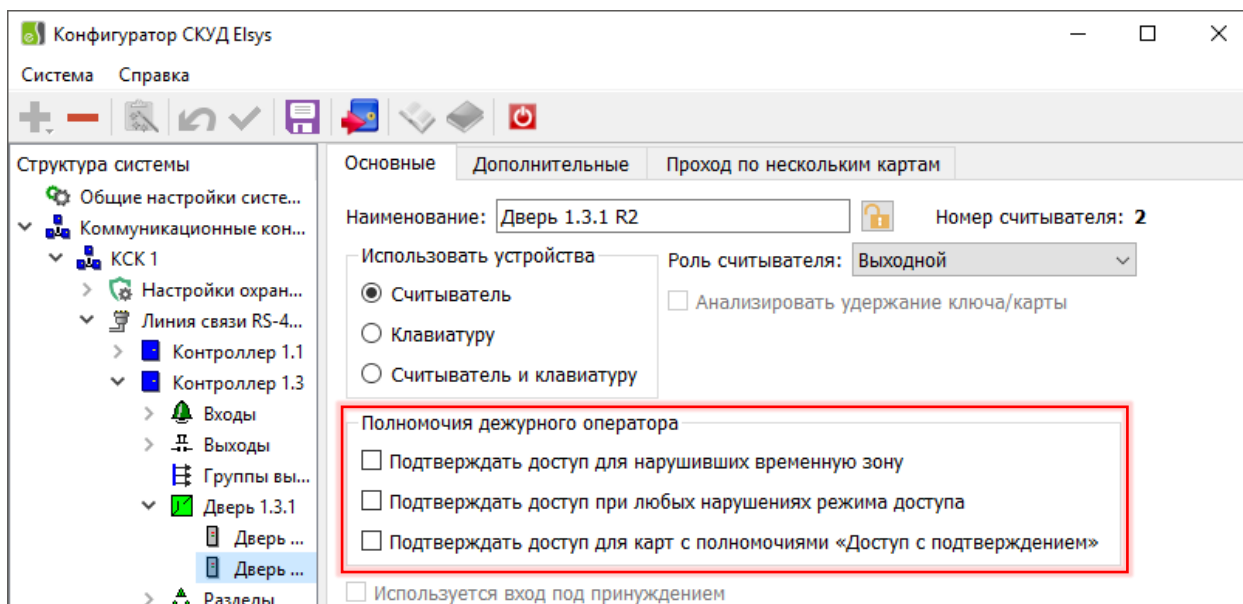 Конфигуратор СКУД Elsys
Система Справка
Структура системы
Общие настройки систе...
Коммуникационные кон...
КСК 1
Настройки охран...
Линия связи RS-4...
Контроллер 1.1
Контроллер 1.3
Входы
Выходы
Группы вы...
Дверь 1.3.1
Дверь ...
Дверь ...
Разделы
Основные Дополнительные Проход по нескольким картам
Наименование: Дверь 1.3.1 R2 Номер считывателя: 2
Использовать устройства Роль считывателя: Выходной
Считыватель Анализировать удержание ключа/карты
Клавиатуру
Считыватель и клавиатуру
Полномочия дежурного оператора
Подтверждать доступ для нарушивших временную зону
Подтверждать доступ при любых нарушениях режима доступа
Подтверждать доступ для карт с полномочиями «Доступ с подтверждением»
Используется вход под принуждением